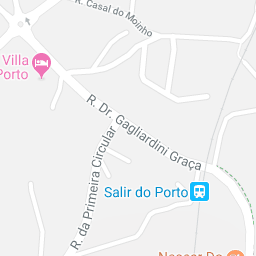 R. Casal do Moinho
Villa
Porto
R. Dr. Gagliardini Graça
R. da Primeira Circular
Salir do Porto